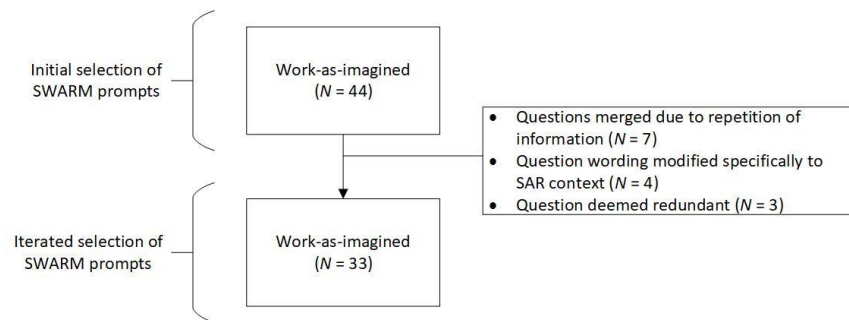 Initial selection of
SWARM prompts
Work-as-imagined
(N = 44)
• Questions merged due to repetition of
information (N = 7)
• Question wording modified specifically to
SAR context (N = 4)
• Question deemed redundant (N = 3)
Iterated selection of
SWARM prompts
Work-as-imagined
(N = 33)